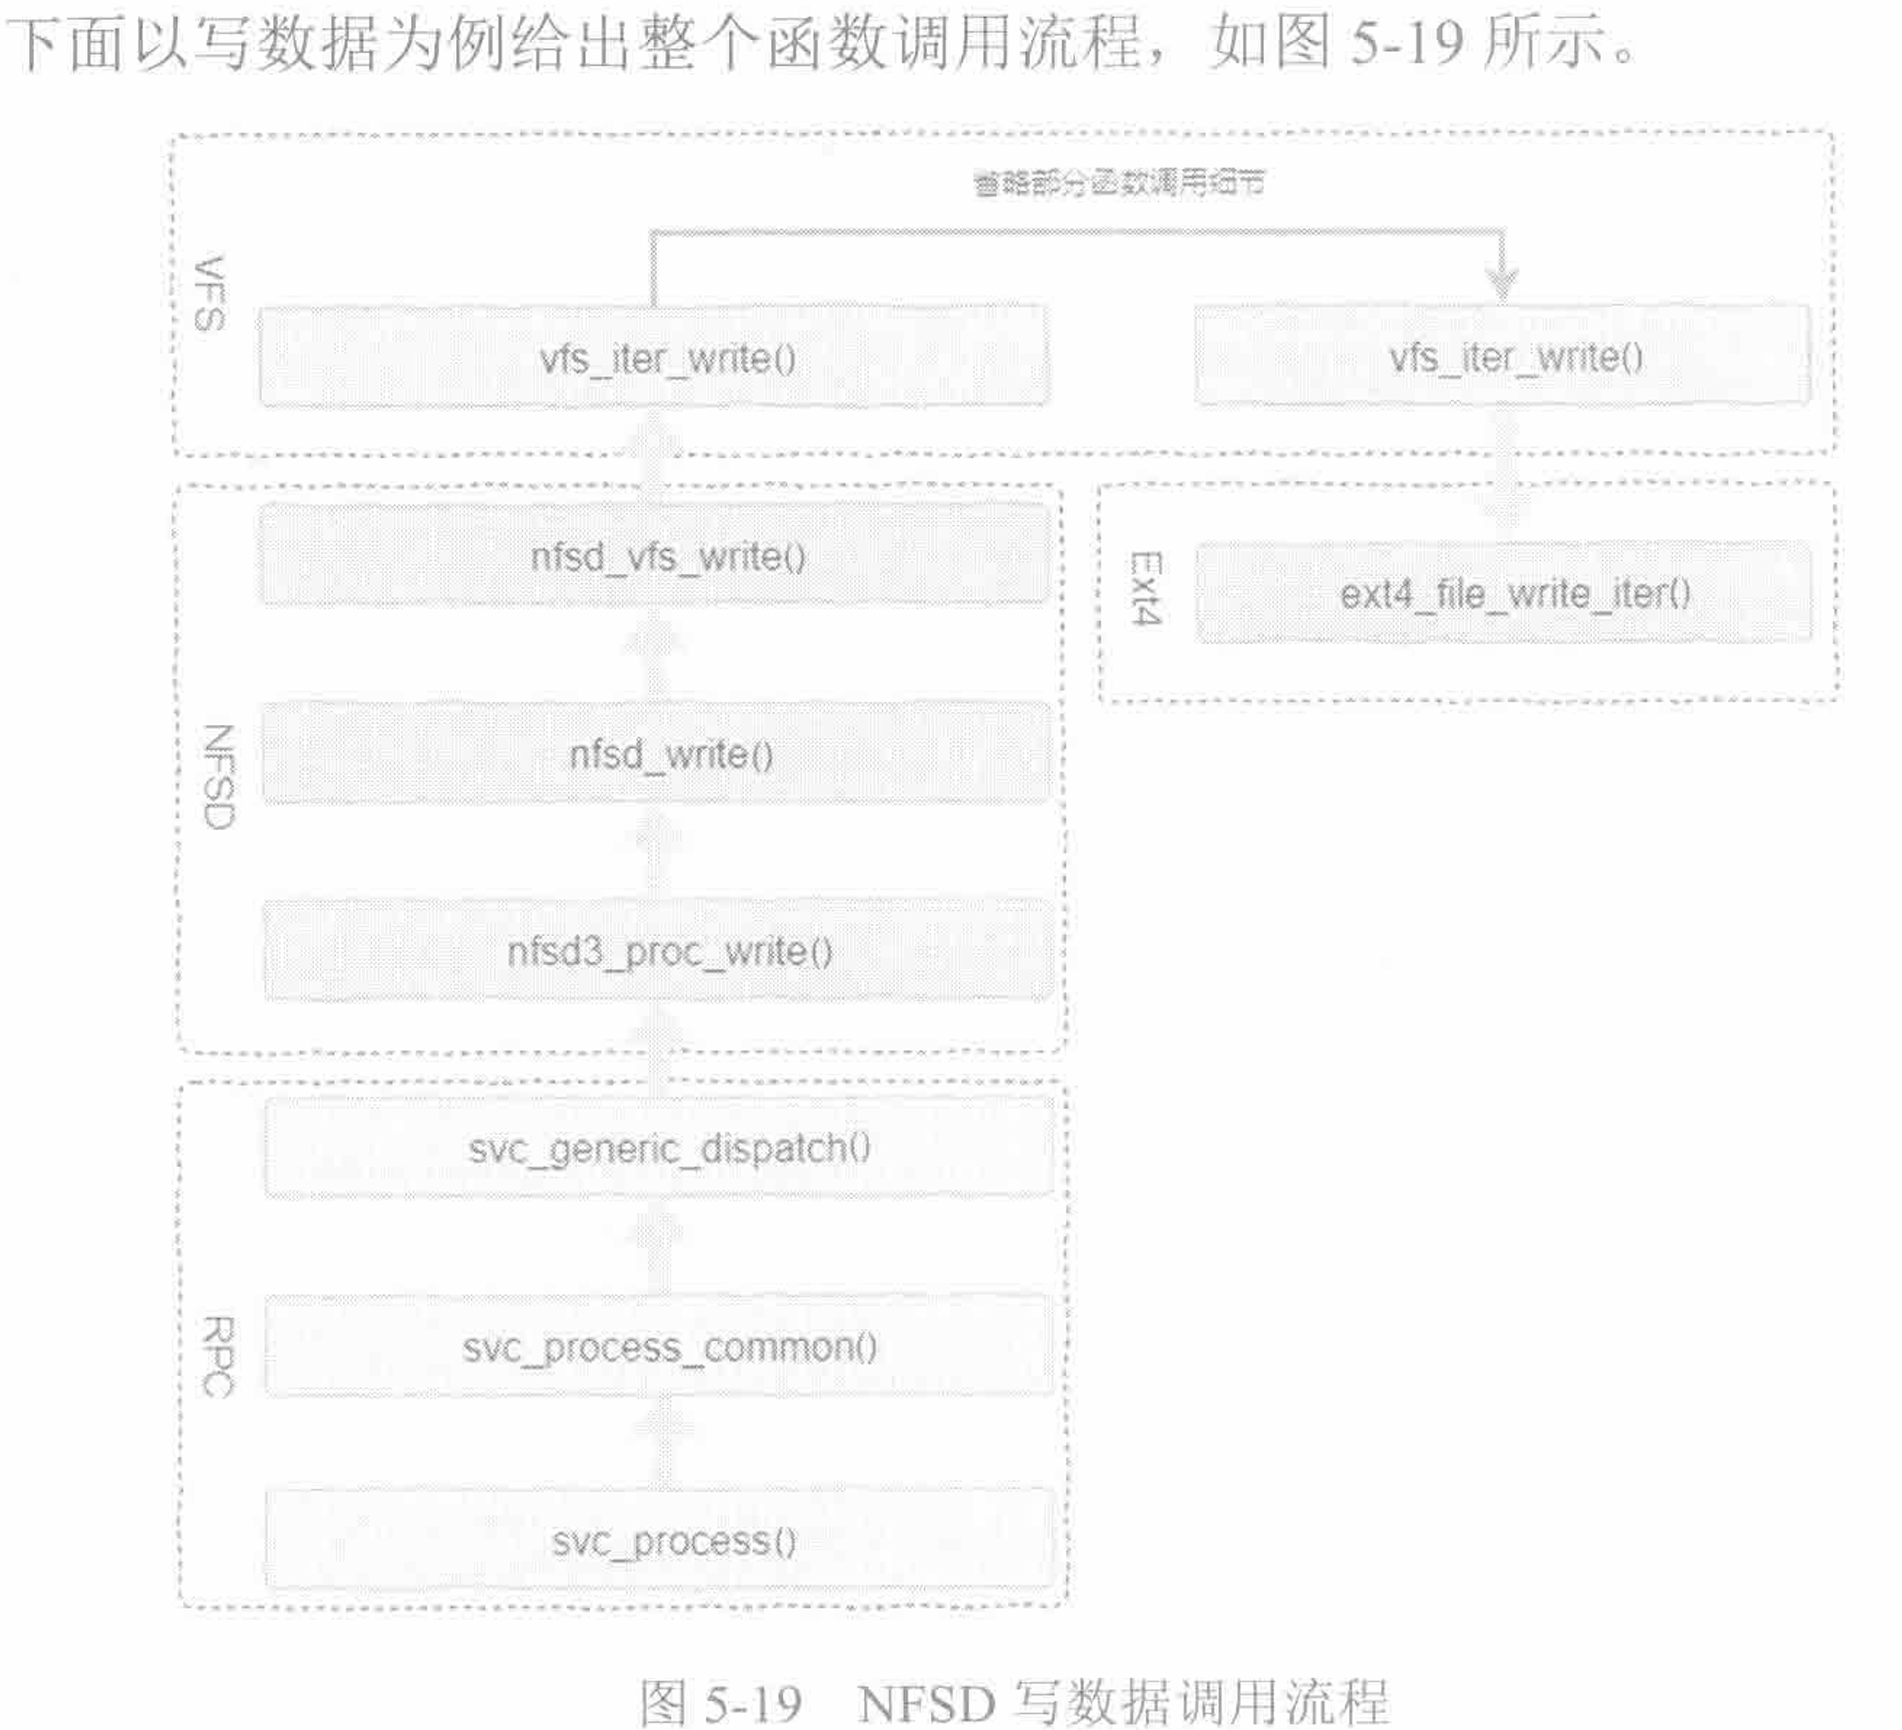 下面以写数据为例给出整个函数调用流程，如图 5-19 所示。
省略部分函数调用细节
VFS
vfs_iter_write()
vfs_iter_write()
NFSD
nfsd_vfs_write()
Ext4
ext4_file_write_iter()
nfsd_write()
nfsd3_proc_write()
RPC
svc_generic_dispatch()
svc_process_common()
svc_process()
图 5-19 NFSD 写数据调用流程